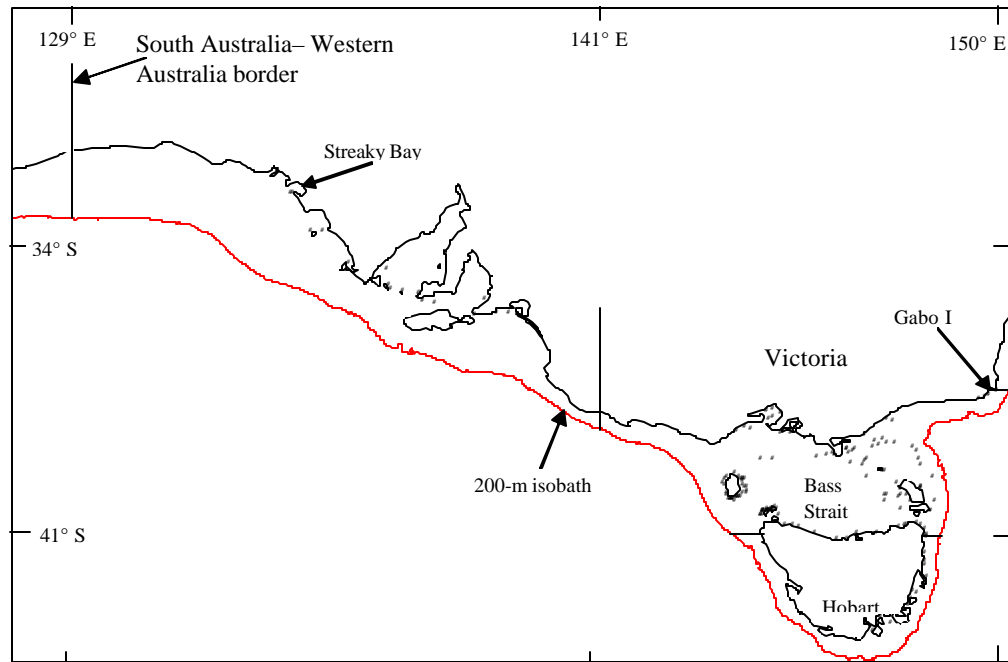 129° E
141° E
150° E
South Australia– Western
Australia border
Streaky Bay
34° S
Gabo I
Victoria
200-m isobath
Bass
Strait
41° S
Hobart